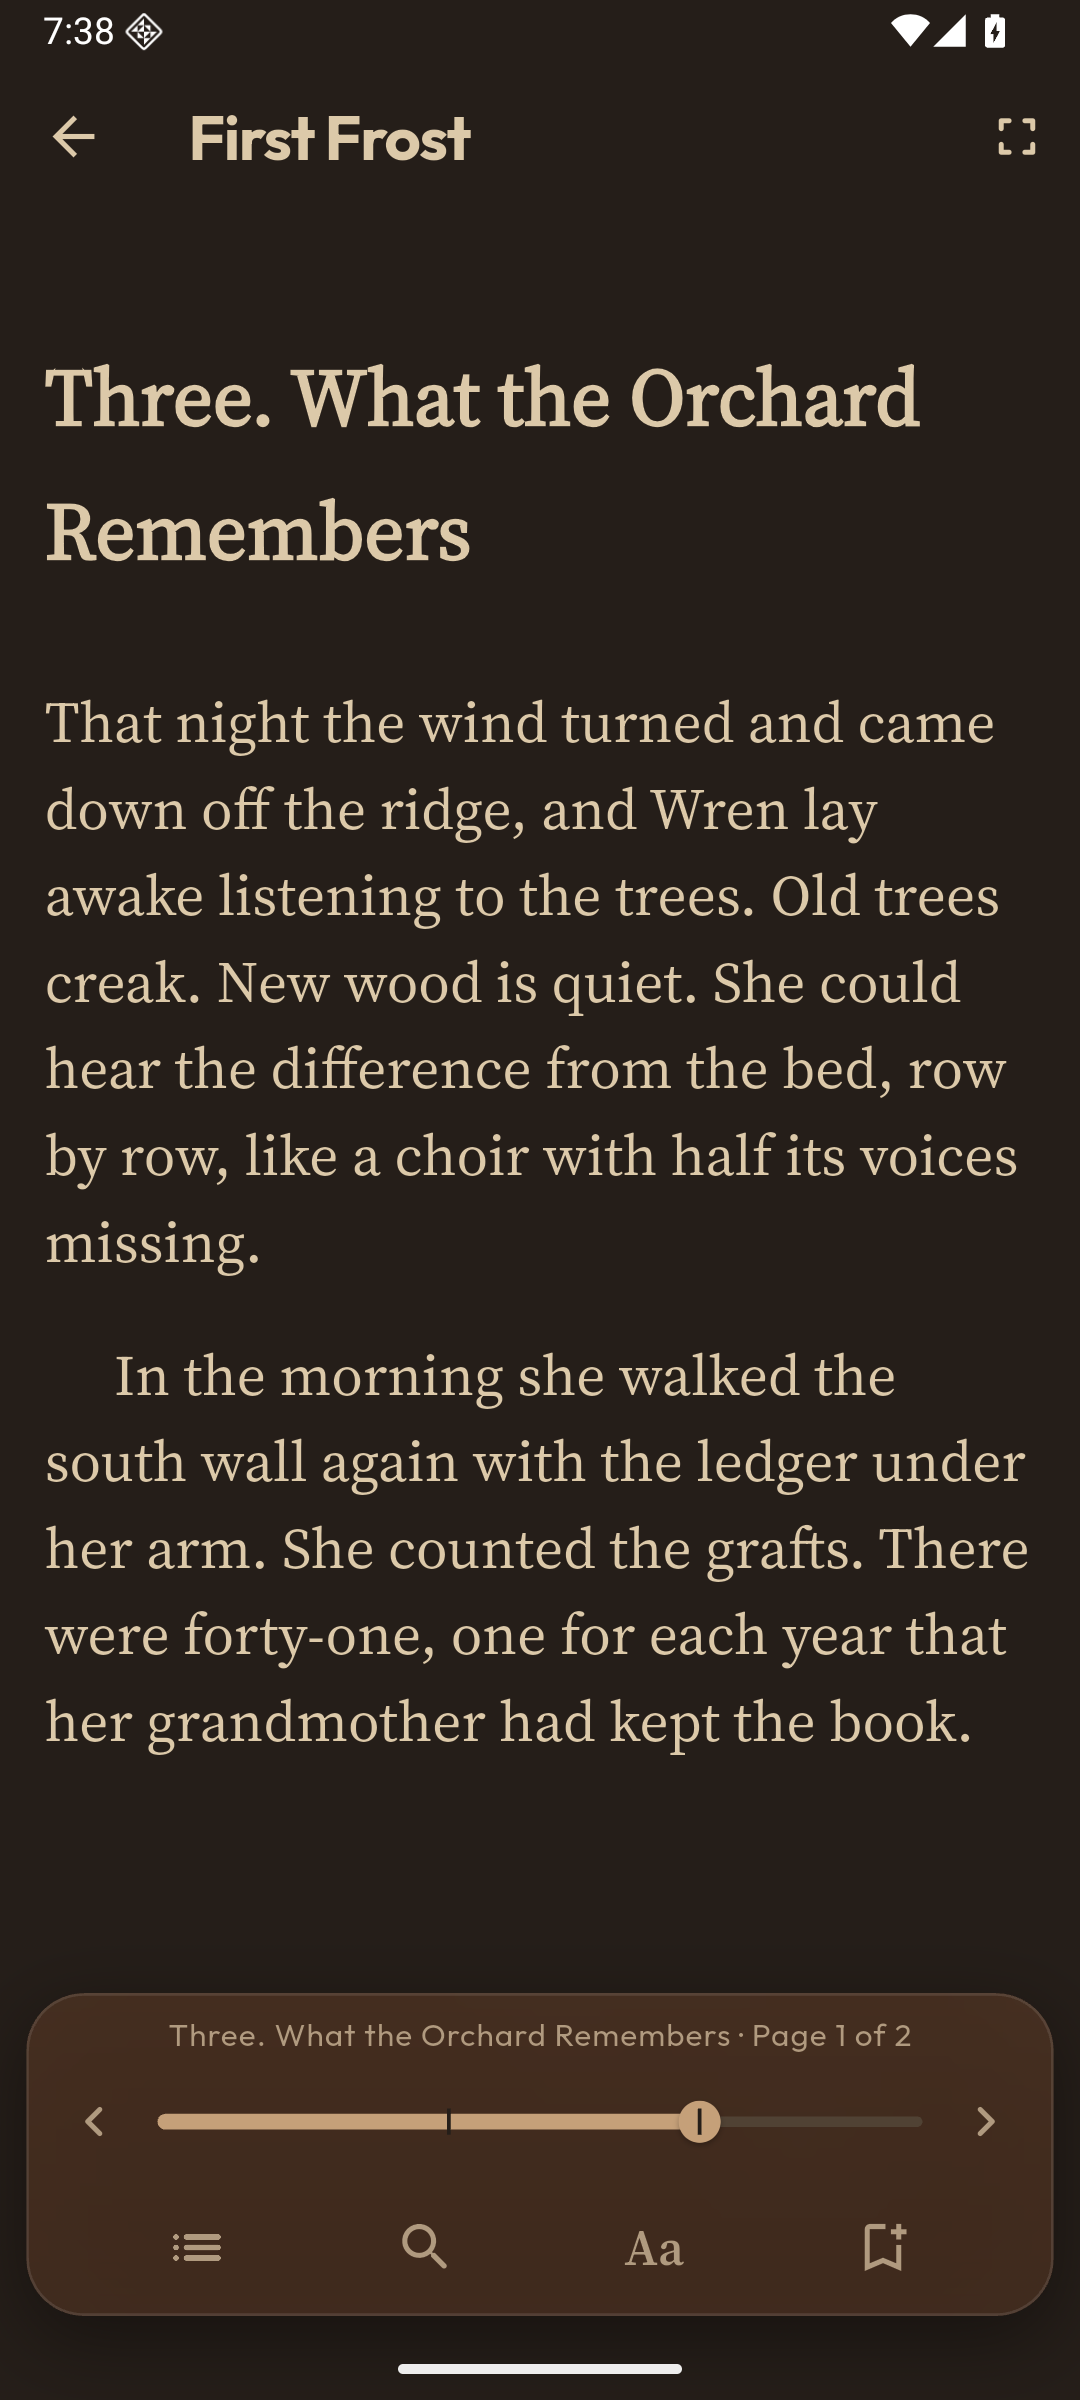 7:38
First Frost
Three. What the Orchard
Remembers
That night the wind turned and came
down off the ridge, and Wren lay
awake listening to the trees. Old trees
creak. New wood is quiet. She could
hear the difference from the bed, row
by row, like a choir with half its voices
missing.
In the morning she walked the
south wall again with the ledger under
her arm. She counted the grafts. There
were forty-one, one for each year that
her grandmother had kept the book.
Three. What the Orchard Remembers · Page 1 of 2
Aa